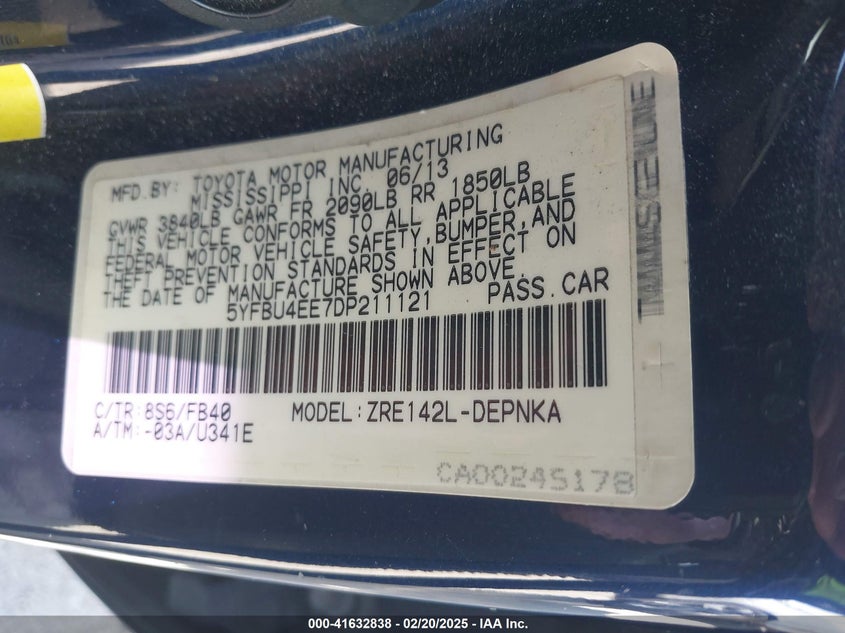 MFD.BY: TOYOTA MOTOR MANUFACTURING
MISSISSIPPI INC. 06/13
GVWR 3840LB GAWR FR 2090LB RR 1850LB
THIS VEHICLE CONFORMS TO ALL APPLICABLE
FEDERAL MOTOR VEHICLE SAFETY,BUMPER,AND
THEFT PREVENTION STANDARDS IN EFFECT ON
THE DATE OF MANUFACTURE SHOWN ABOVE.
5YFBU4EE7DP211121 PASS.CAR
C/TR:8S6/FB40 MODEL:ZRE142L-DEPNKA
A/TM:-03A/U341E
CA00245178
000-41632838 - 02/20/2025 - IAA Inc.